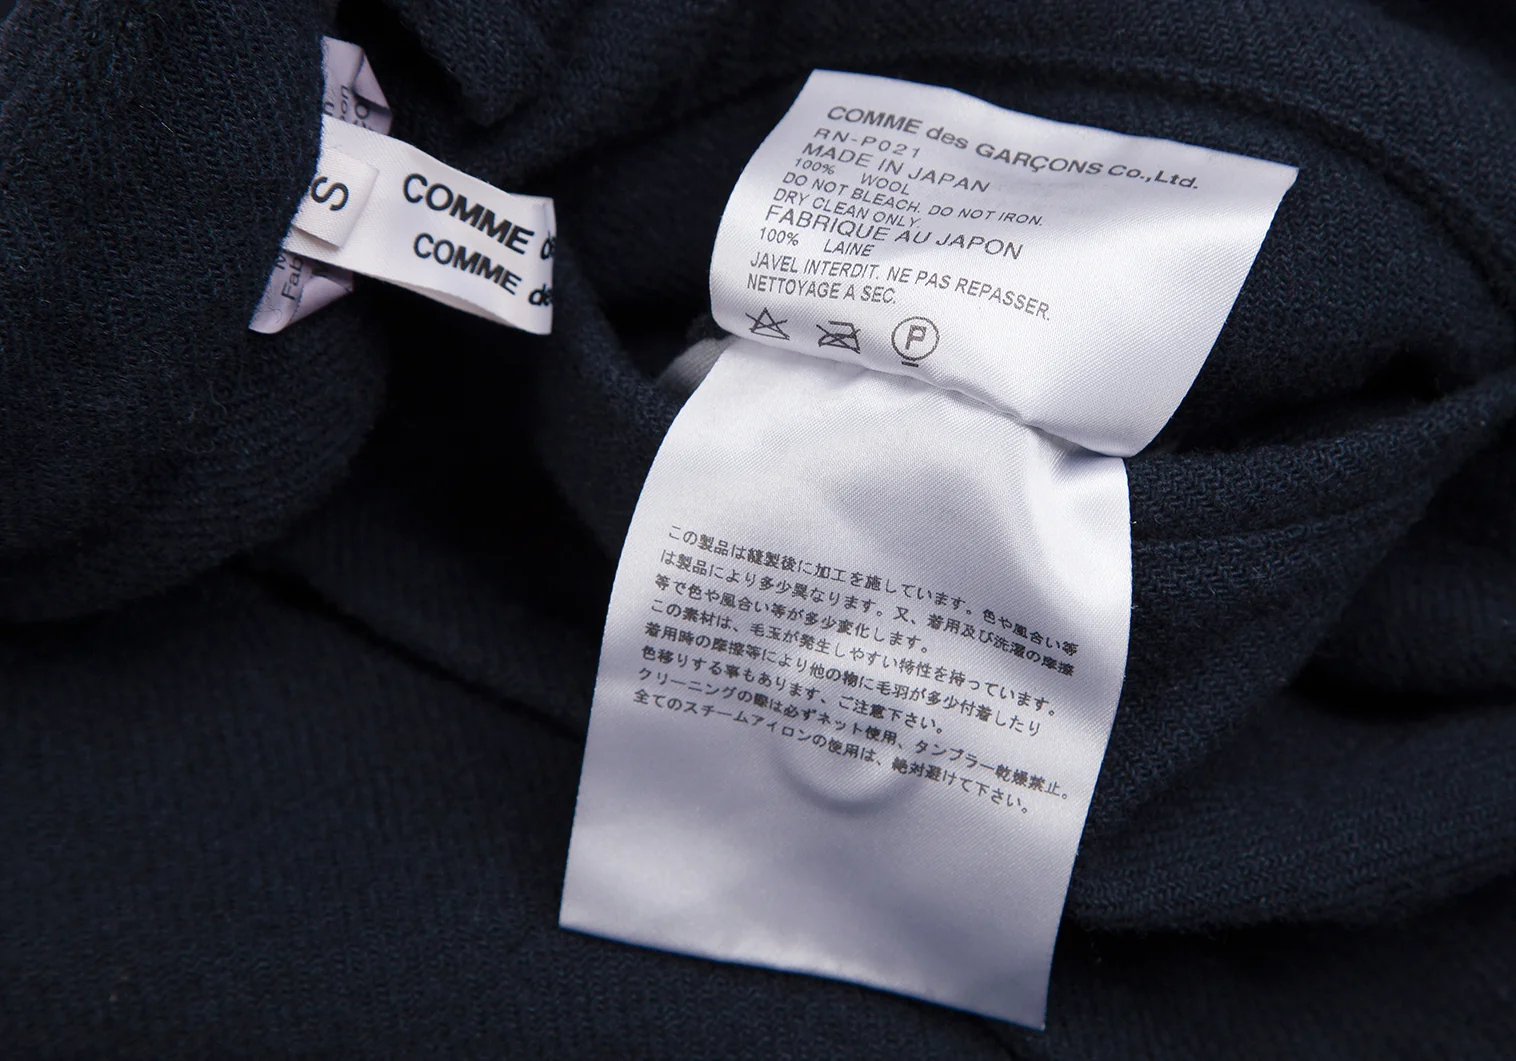 S
COMME
COMME de
Fab
COMME des GARÇONS Co.,Ltd.
RN-P021
MADE IN JAPAN
100% WOOL
DO NOT BLEACH. DO NOT IRON.
DRY CLEAN ONLY.
FABRIQUE AU JAPON
100% LAINE
JAVEL INTERDIT. NE PAS REPASSER.
NETTOYAGE A SEC.
P
この製品は縫製後に加工を施しています。色や風合い等
は製品により多少異なります。又、着用及び洗濯の摩擦
等で色や風合い等が多少変化します。
この素材は、毛玉が発生しやすい特性を持っています。
着用時の摩擦等により他の物に毛羽が多少付着したり
色移りする事もあります、ご注意下さい。
クリーニングの際は必ずネット使用、タンブラー乾燥禁止。
全てのスチームアイロンの使用は、絶対避けて下さい。